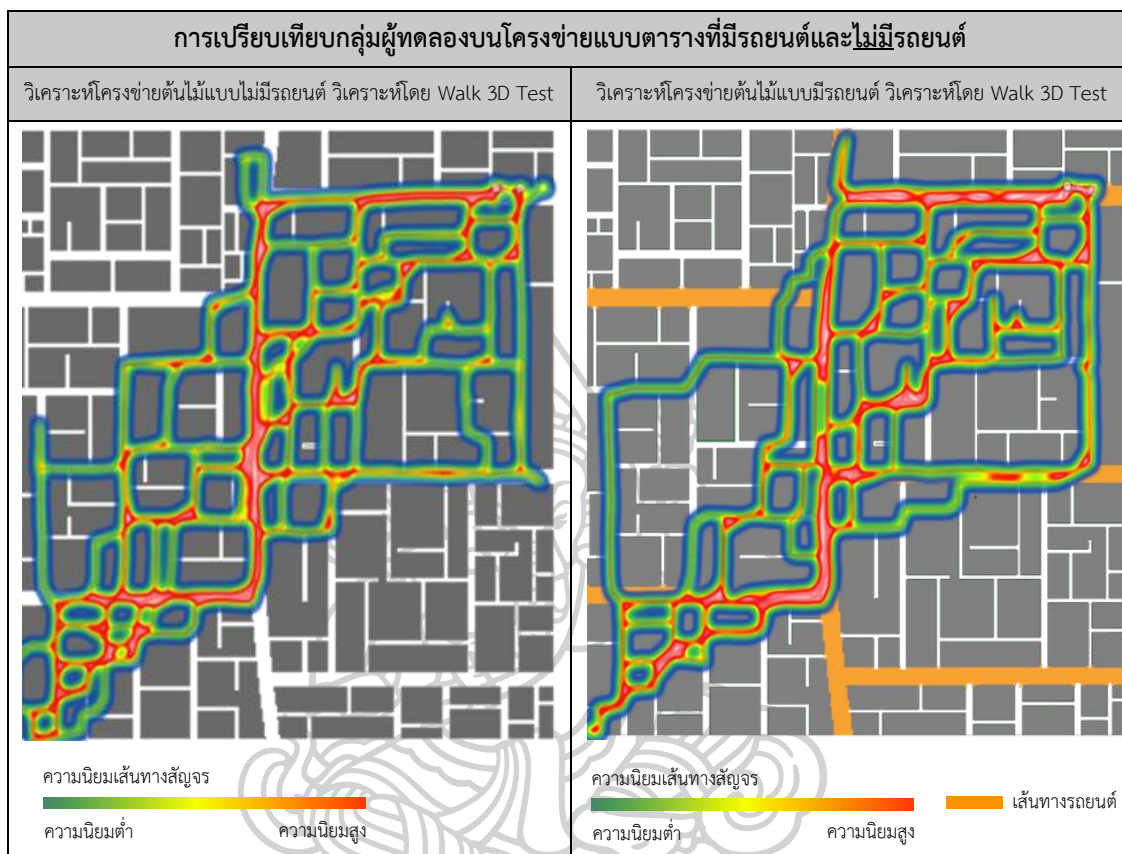 การเปรียบเทียบกลุ่มผู้ทดลองบนโครงข่ายแบบตารางที่มีรถยนต์และไม่มีรถยนต์
วิเคราะห์โครงข่ายต้นไม้แบบไม่มีรถยนต์ วิเคราะห์โดย Walk 3D Test
วิเคราะห์โครงข่ายต้นไม้แบบมีรถยนต์ วิเคราะห์โดย Walk 3D Test
ความนิยมเส้นทางสัญจร
ความนิยมต่ำ ความนิยมสูง
ความนิยมเส้นทางสัญจร
เส้นทางรถยนต์
ความนิยมต่ำ ความนิยมสูง